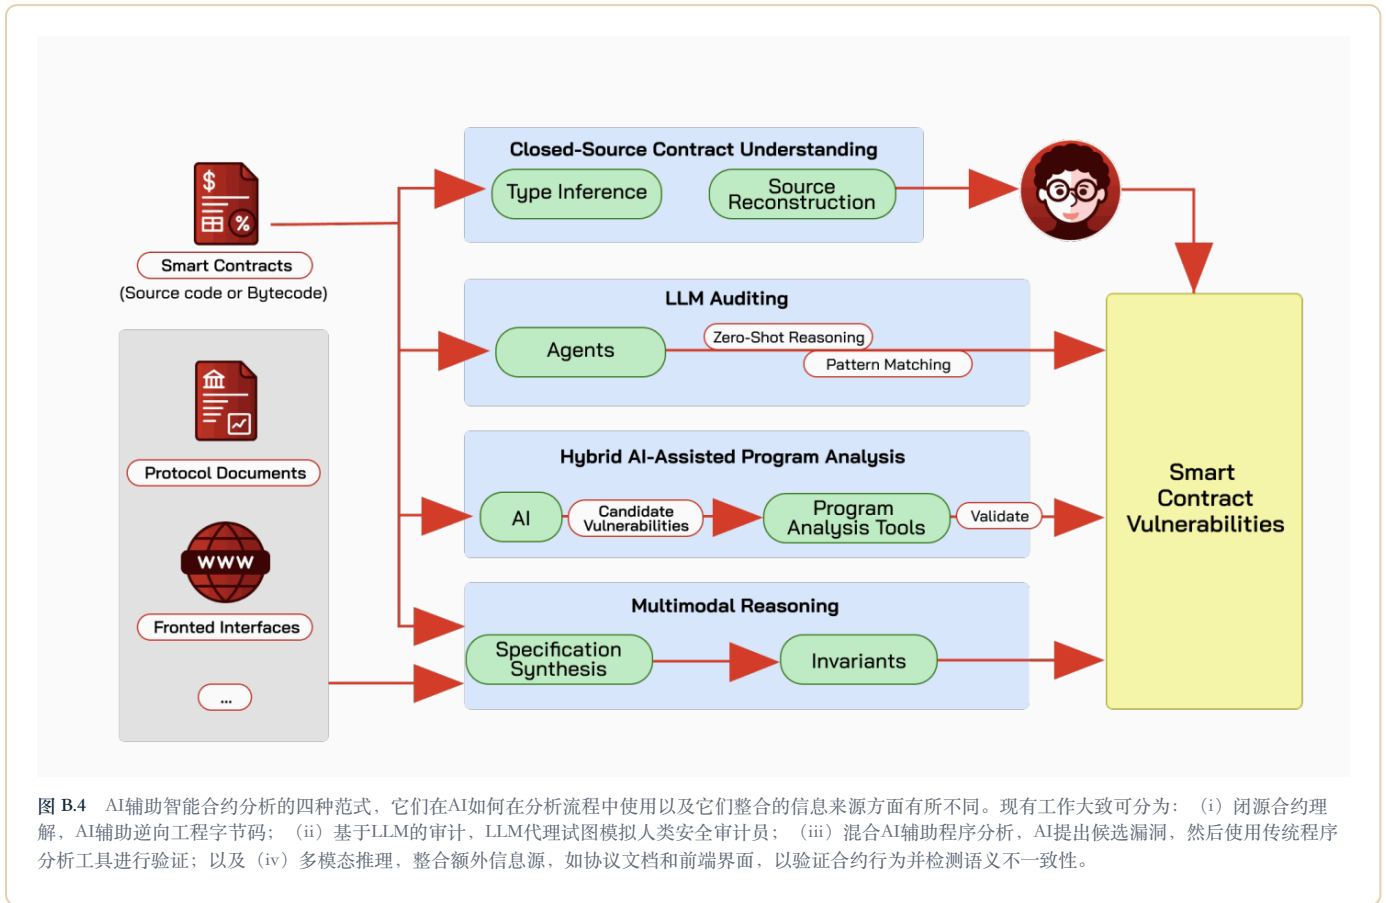 Closed-Source Contract Understanding
Type Inference
Source
Reconstruction
$
%
Smart Contracts
(Source code or Bytecode)
LLM Auditing
Agents
Zero-Shot Reasoning
Pattern Matching
Protocol Documents
Hybrid AI-Assisted Program Analysis
AI
Candidate
Vulnerabilities
Program
Analysis Tools
Validate
WWW
Fronted Interfaces
...
Multimodal Reasoning
Specification
Synthesis
Invariants
Smart
Contract
Vulnerabilities
图 B.4 AI辅助智能合约分析的四种范式，它们在AI如何在分析流程中使用以及它们整合的信息来源方面有所不同。现有工作大致可分为：（i）闭源合约理
解，AI辅助逆向工程字节码；（ii）基于LLM的审计，LLM代理试图模拟人类安全审计员；（iii）混合AI辅助程序分析，AI提出候选漏洞，然后使用传统程序
分析工具进行验证；以及（iv）多模态推理，整合额外信息源，如协议文档和前端界面，以验证合约行为并检测语义不一致性。